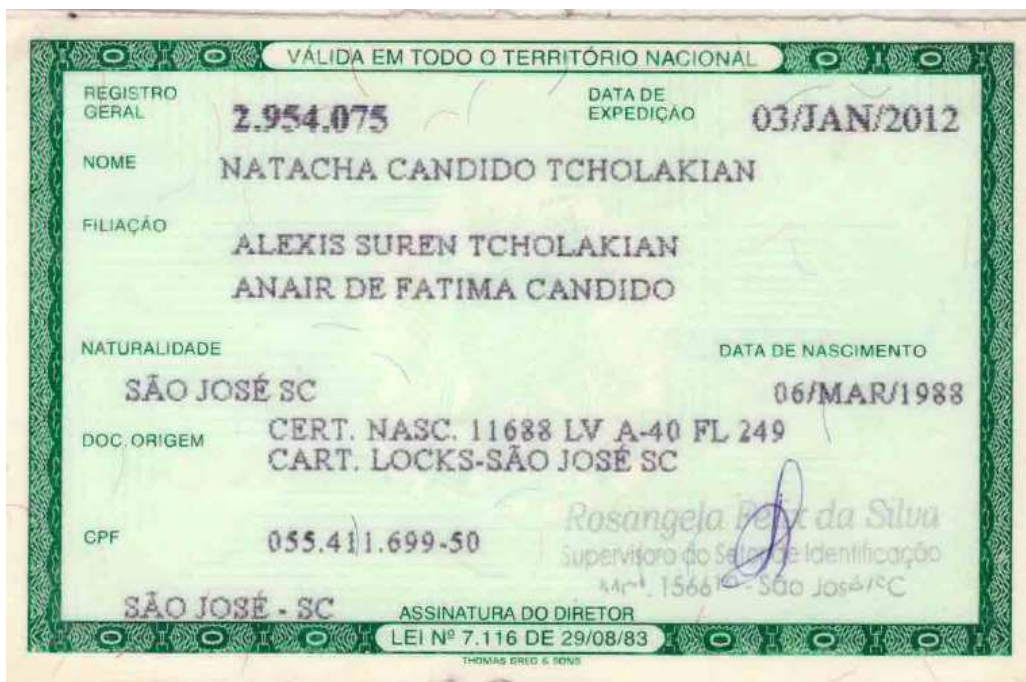 VÁLIDA EM TODO O TERRITÓRIO NACIONAL
REGISTRO GERAL 2.954.075 DATA DE EXPEDIÇÃO 03/JAN/2012
NOME NATACHA CANDIDO TCHOLAKIAN
FILIAÇÃO
ALEXIS SUREN TCHOLAKIAN
ANAIR DE FATIMA CANDIDO
NATURALIDADE DATA DE NASCIMENTO
SÃO JOSÉ SC 06/MAR/1988
DOC. ORIGEM CERT. NASC. 11688 LV A-40 FL 249
CART. LOCKS-SÃO JOSÉ SC
CPF 055.411.699-50
Rosangela Felix da Silva
Supervisora do Setor de Identificação
São José/SC
SÃO JOSÉ - SC
ASSINATURA DO DIRETOR
LEI Nº 7.116 DE 29/08/83
THOMAS GREG & SONS